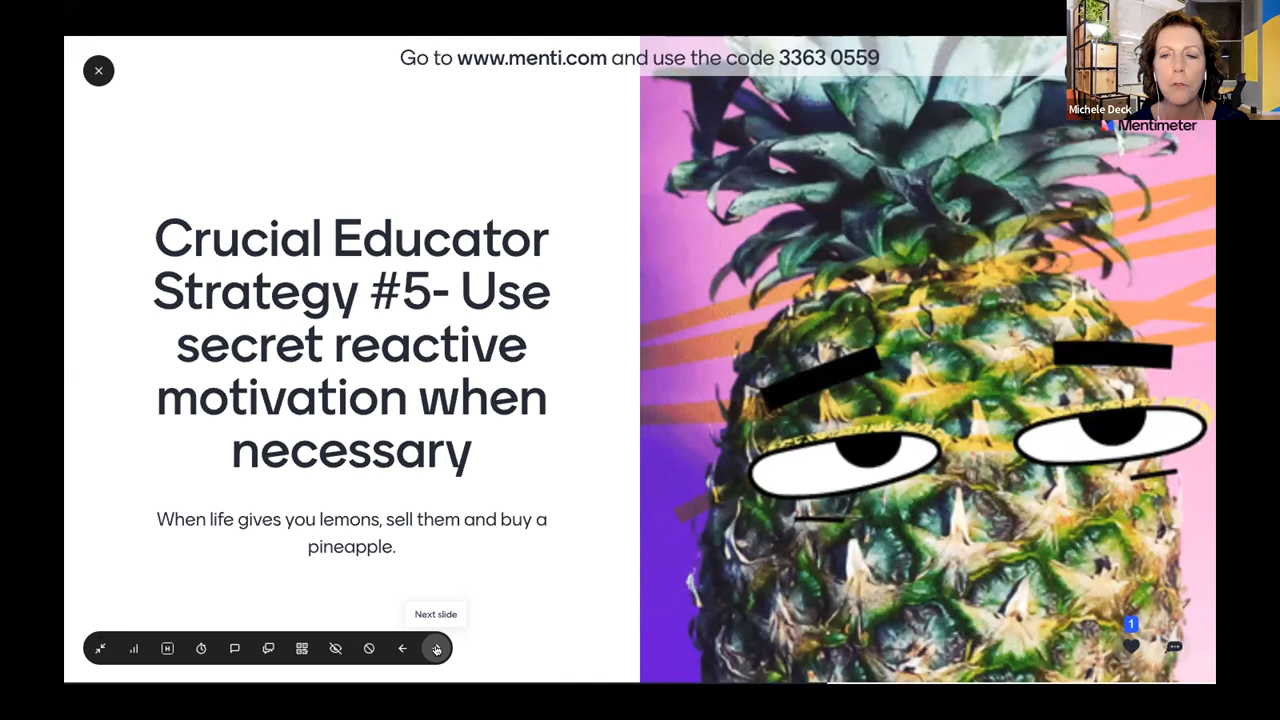 Go to www.menti.com and use the code 3363 0559
Michele Deck
Mentimeter
Crucial Educator
Strategy #5- Use
secret reactive
motivation when
necessary
When life gives you lemons, sell them and buy a
pineapple.
Next slide
H
1